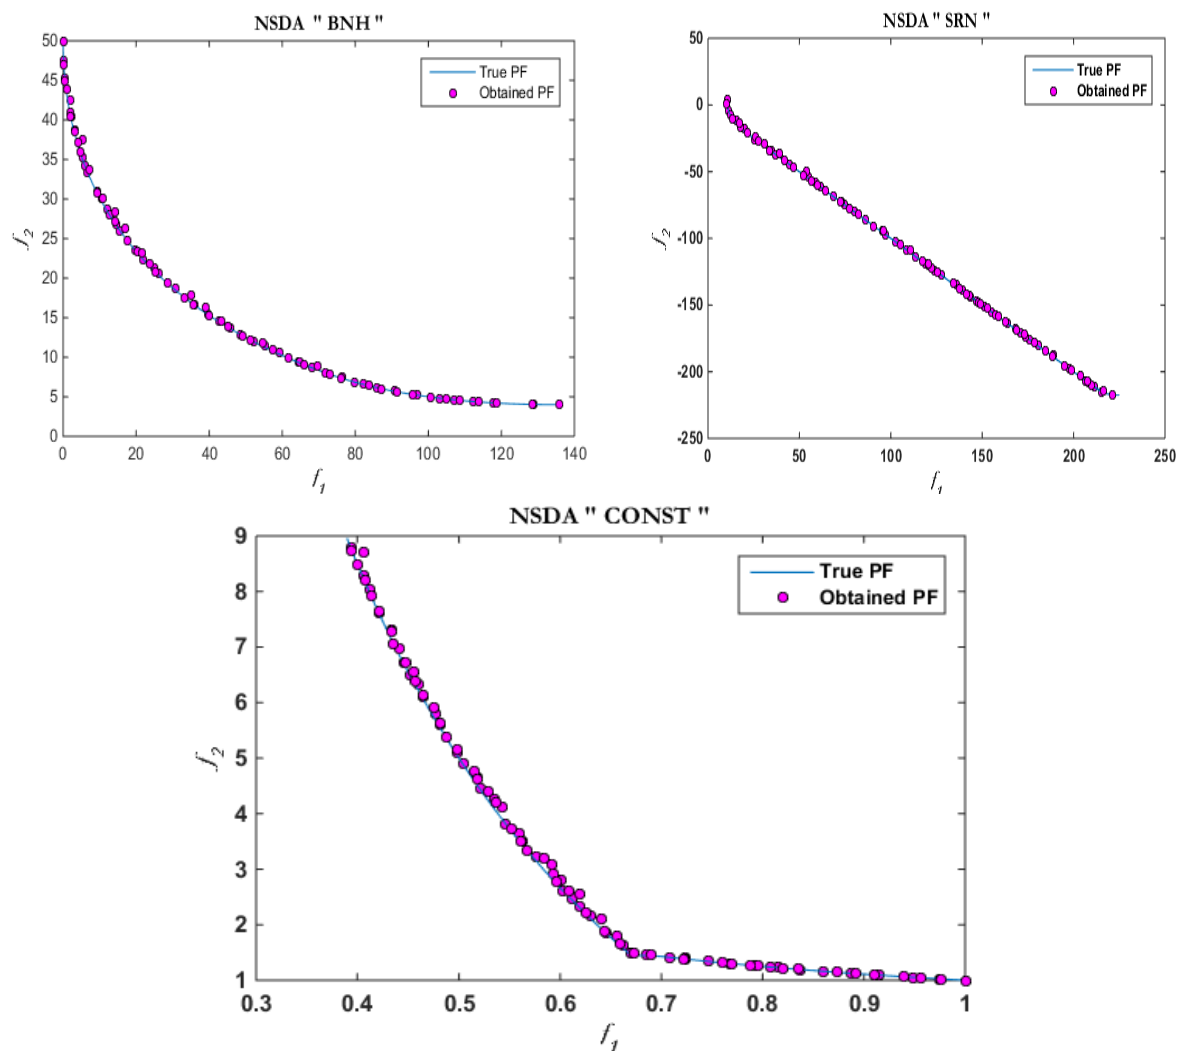 NSDA " BNH "
50
45
40
35
30
25
20
15
10
5
0
f2
True PF
Obtained PF
0 20 40 60 80 100 120 140
f1
NSDA " SRN "
50
0
-50
-100
-150
-200
-250
f2
True PF
Obtained PF
0 50 100 150 200 250
f1
NSDA " CONST "
9
8
7
6
5
4
3
2
1
f2
True PF
Obtained PF
0.3 0.4 0.5 0.6 0.7 0.8 0.9 1
f1